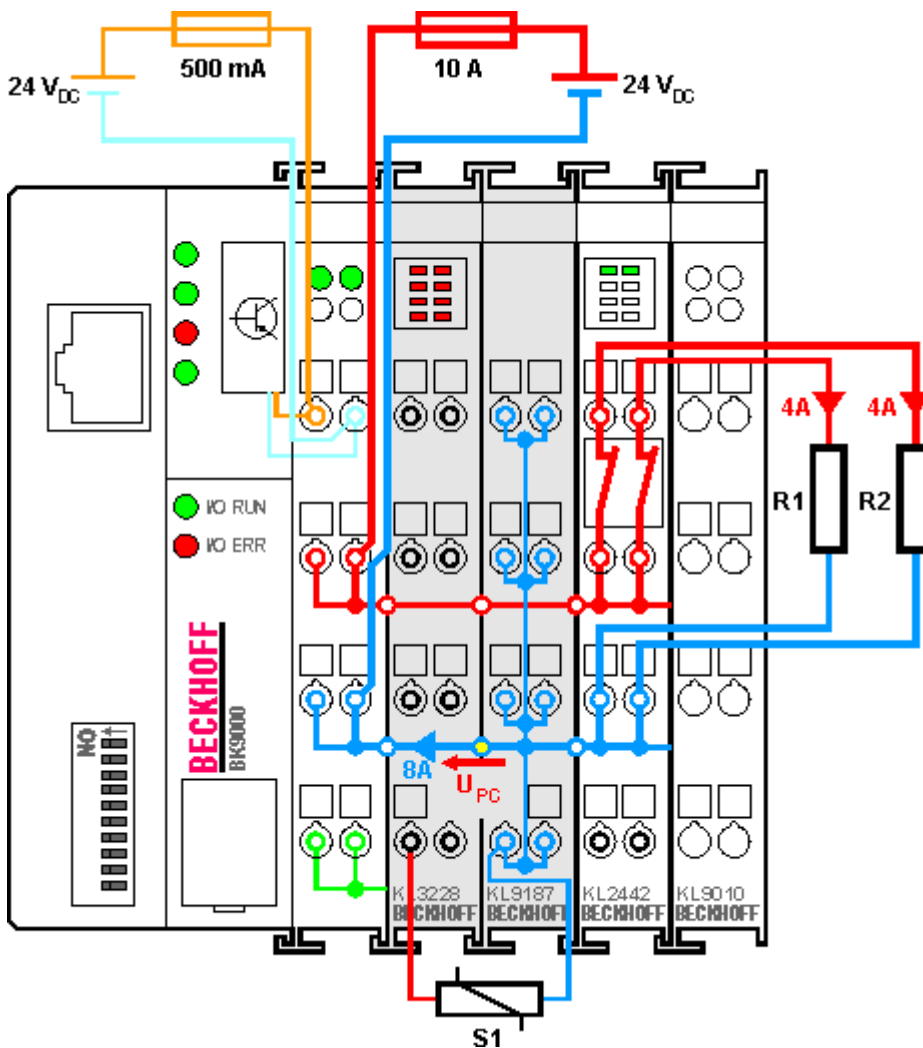 500 mA
10 A
24 VDC
24 VDC
4A
4A
R1
R2
I/O RUN
I/O ERR
BECKHOFF
BK9000
ON
8A
UPC
KL3228
BECKHOFF
KL9187
BECKHOFF
KL2442
BECKHOFF
KL9010
BECKHOFF
S1